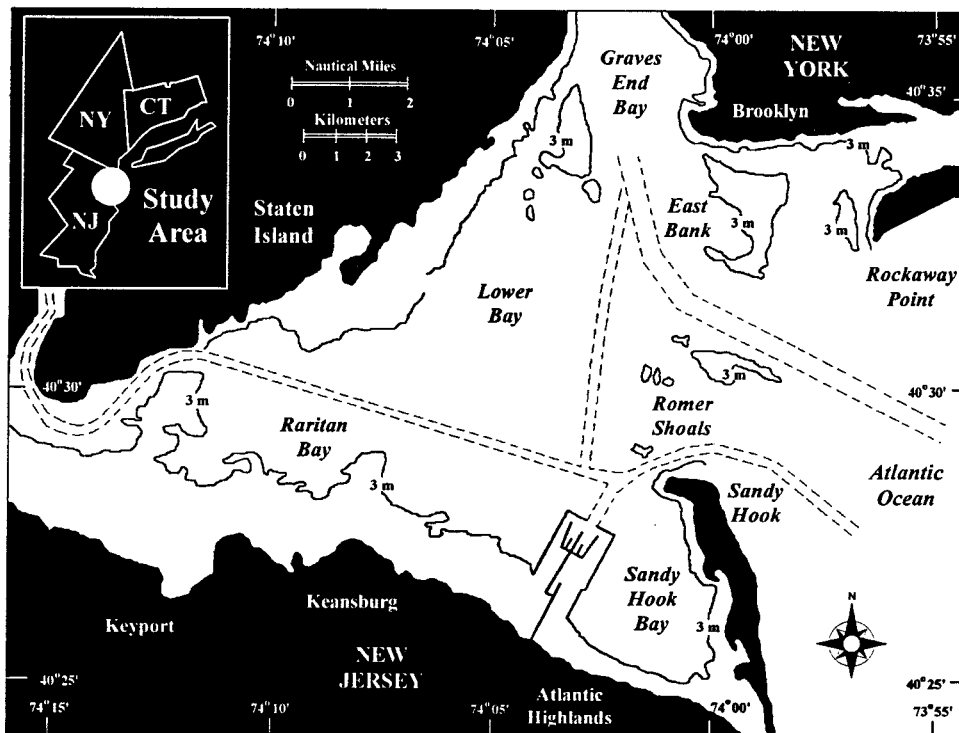 74°10'
74°05'
74°00'
73°55'
NY
CT
NJ
Study
Area
Nautical Miles
0 1 2
Kilometers
0 1 2 3
Graves
End
Bay
NEW
YORK
40°35'
Brooklyn
3 m
3 m
Staten
Island
East
Bank
3 m
3 m
Rockaway
Point
Lower
Bay
40°30'
3 m
3 m
40°30'
Raritan
Bay
Romer
Shoals
3 m
Sandy
Hook
Atlantic
Ocean
Sandy
Hook
Bay
3 m
N
Keyport
Keansburg
NEW
JERSEY
Atlantic
Highlands
40°25'
40°25'
74°15'
74°10'
74°05'
74°00'
73°55'